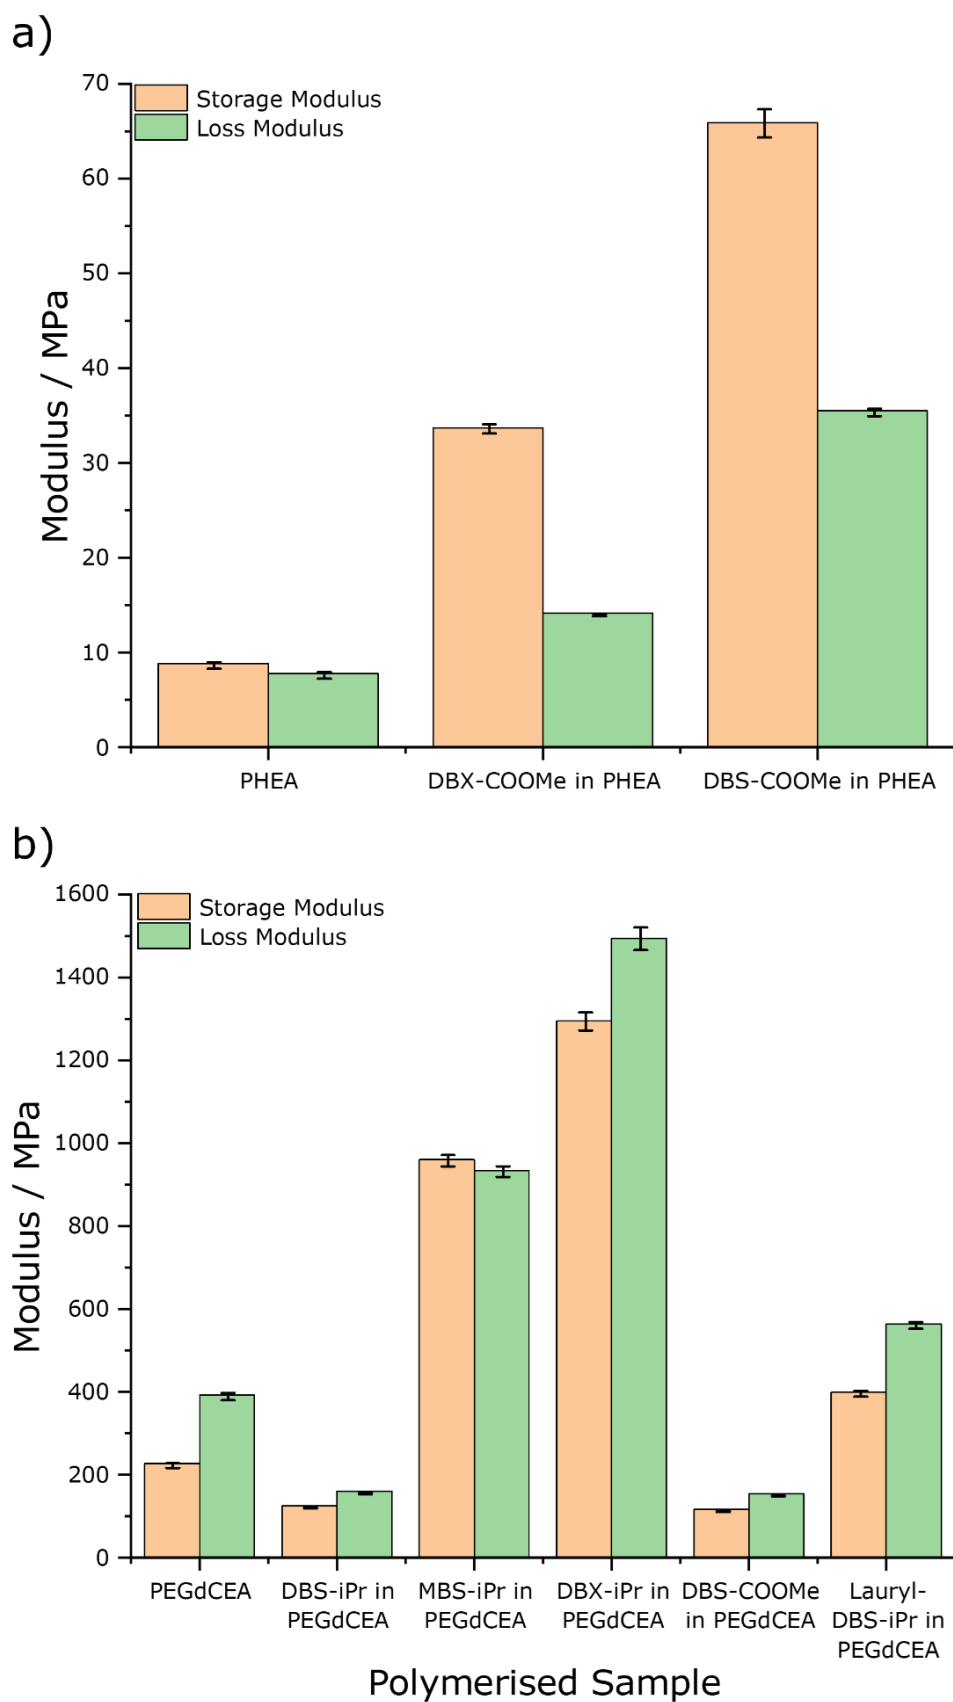 a)
70
60
50
40
30
20
10
0
Modulus / MPa
Storage Modulus
Loss Modulus
PHEA
DBX-COOMe in PHEA
DBS-COOMe in PHEA
b)
1600
1400
1200
1000
800
600
400
200
0
Modulus / MPa
Storage Modulus
Loss Modulus
PEGdCEA
DBS-iPr in
PEGdCEA
MBS-iPr in
PEGdCEA
DBX-iPr in
PEGdCEA
DBS-COOMe
in PEGdCEA
Lauryl-
DBS-iPr in
PEGdCEA
Polymerised Sample